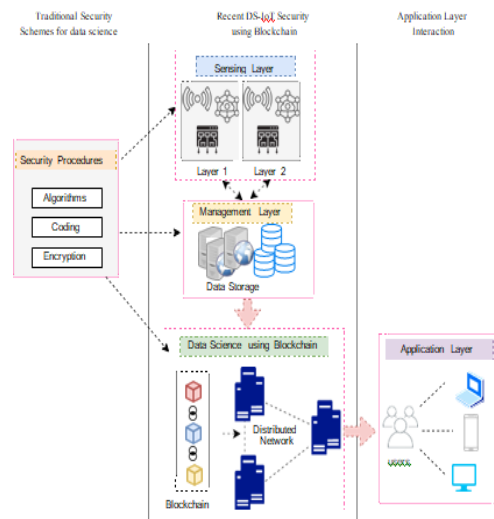 Traditional Security
Schemes for data science
Recent DS-IoT Security
using Blockchain
Application Layer
Interaction
Sensing Layer
Layer 1
Layer 2
Security Procedures
Algorithms
Coding
Encryption
Management Layer
Data Storage
Data Science using Blockchain
Distributed
Network
Blockchain
Application Layer
users